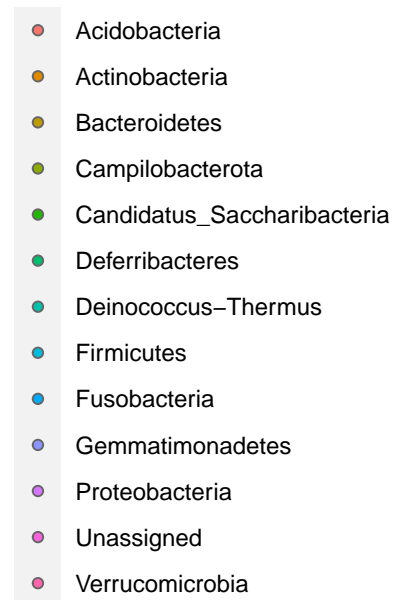 Acidobacteria
Actinobacteria
Bacteroidetes
Campilobacterota
Candidatus_Saccharibacteria
Deferribacteres
Deinococcus−Thermus
Firmicutes
Fusobacteria
Gemmatimonadetes
Proteobacteria
Unassigned
Verrucomicrobia